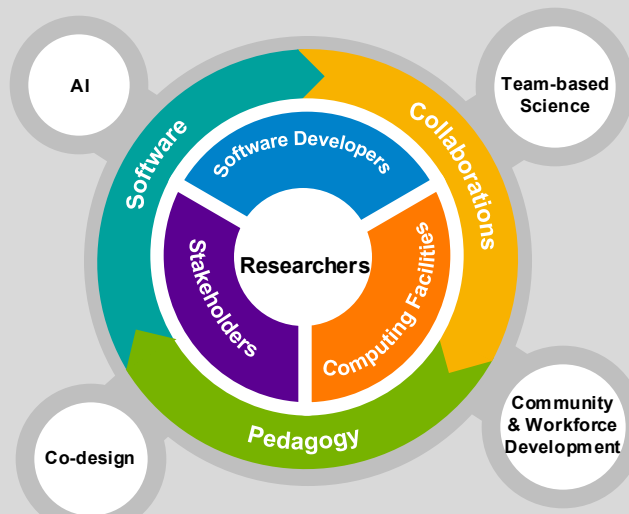 AI
Team-based
Science
Software
Collaborations
Software Developers
Researchers
Stakeholders
Computing Facilities
Pedagogy
Co-design
Community
& Workforce
Development